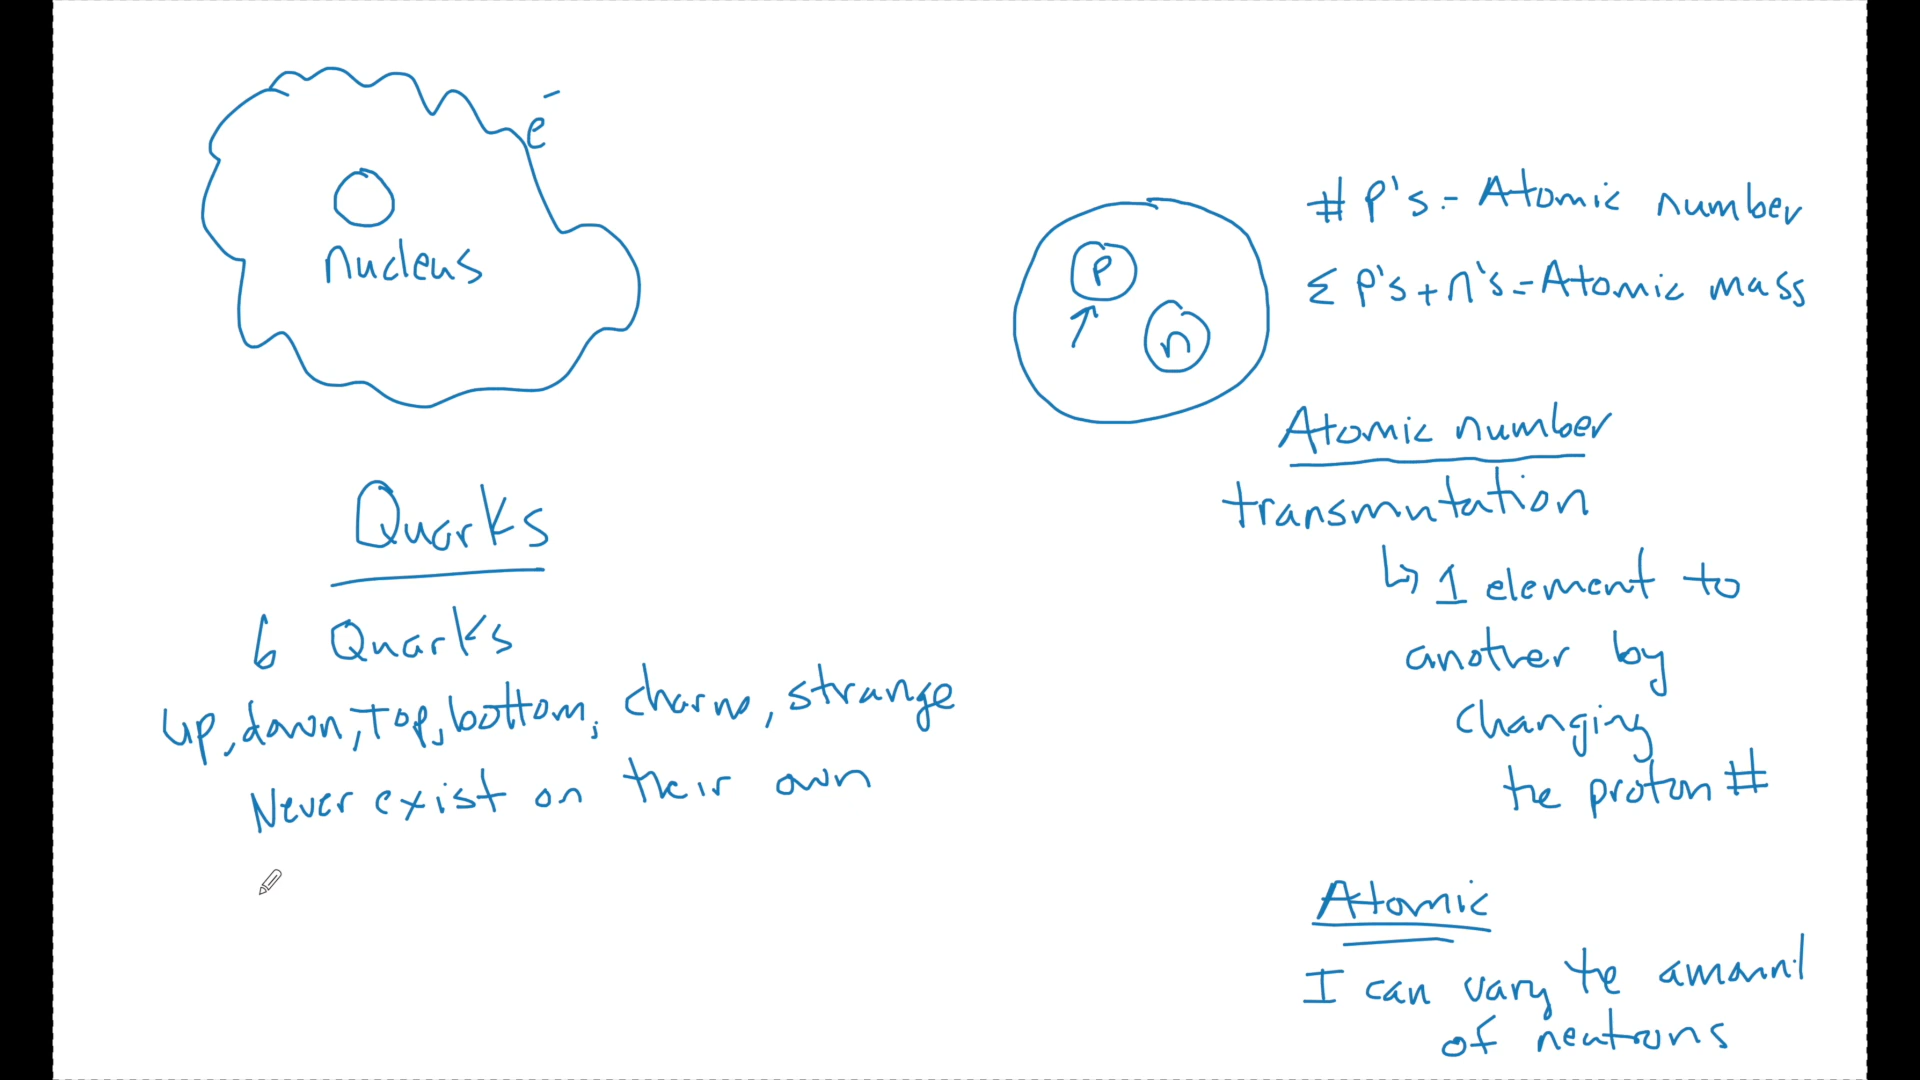 e-
nucleus
P
n
# P's = Atomic number
Σ P's + n's = Atomic mass
Quarks
6 Quarks
up, down, Top, bottom, charm, strange
Never exist on their own
Atomic number
transmutation
↳ 1 element to
another by
changing
the proton #
Atomic
I can vary the amount
of neutrons